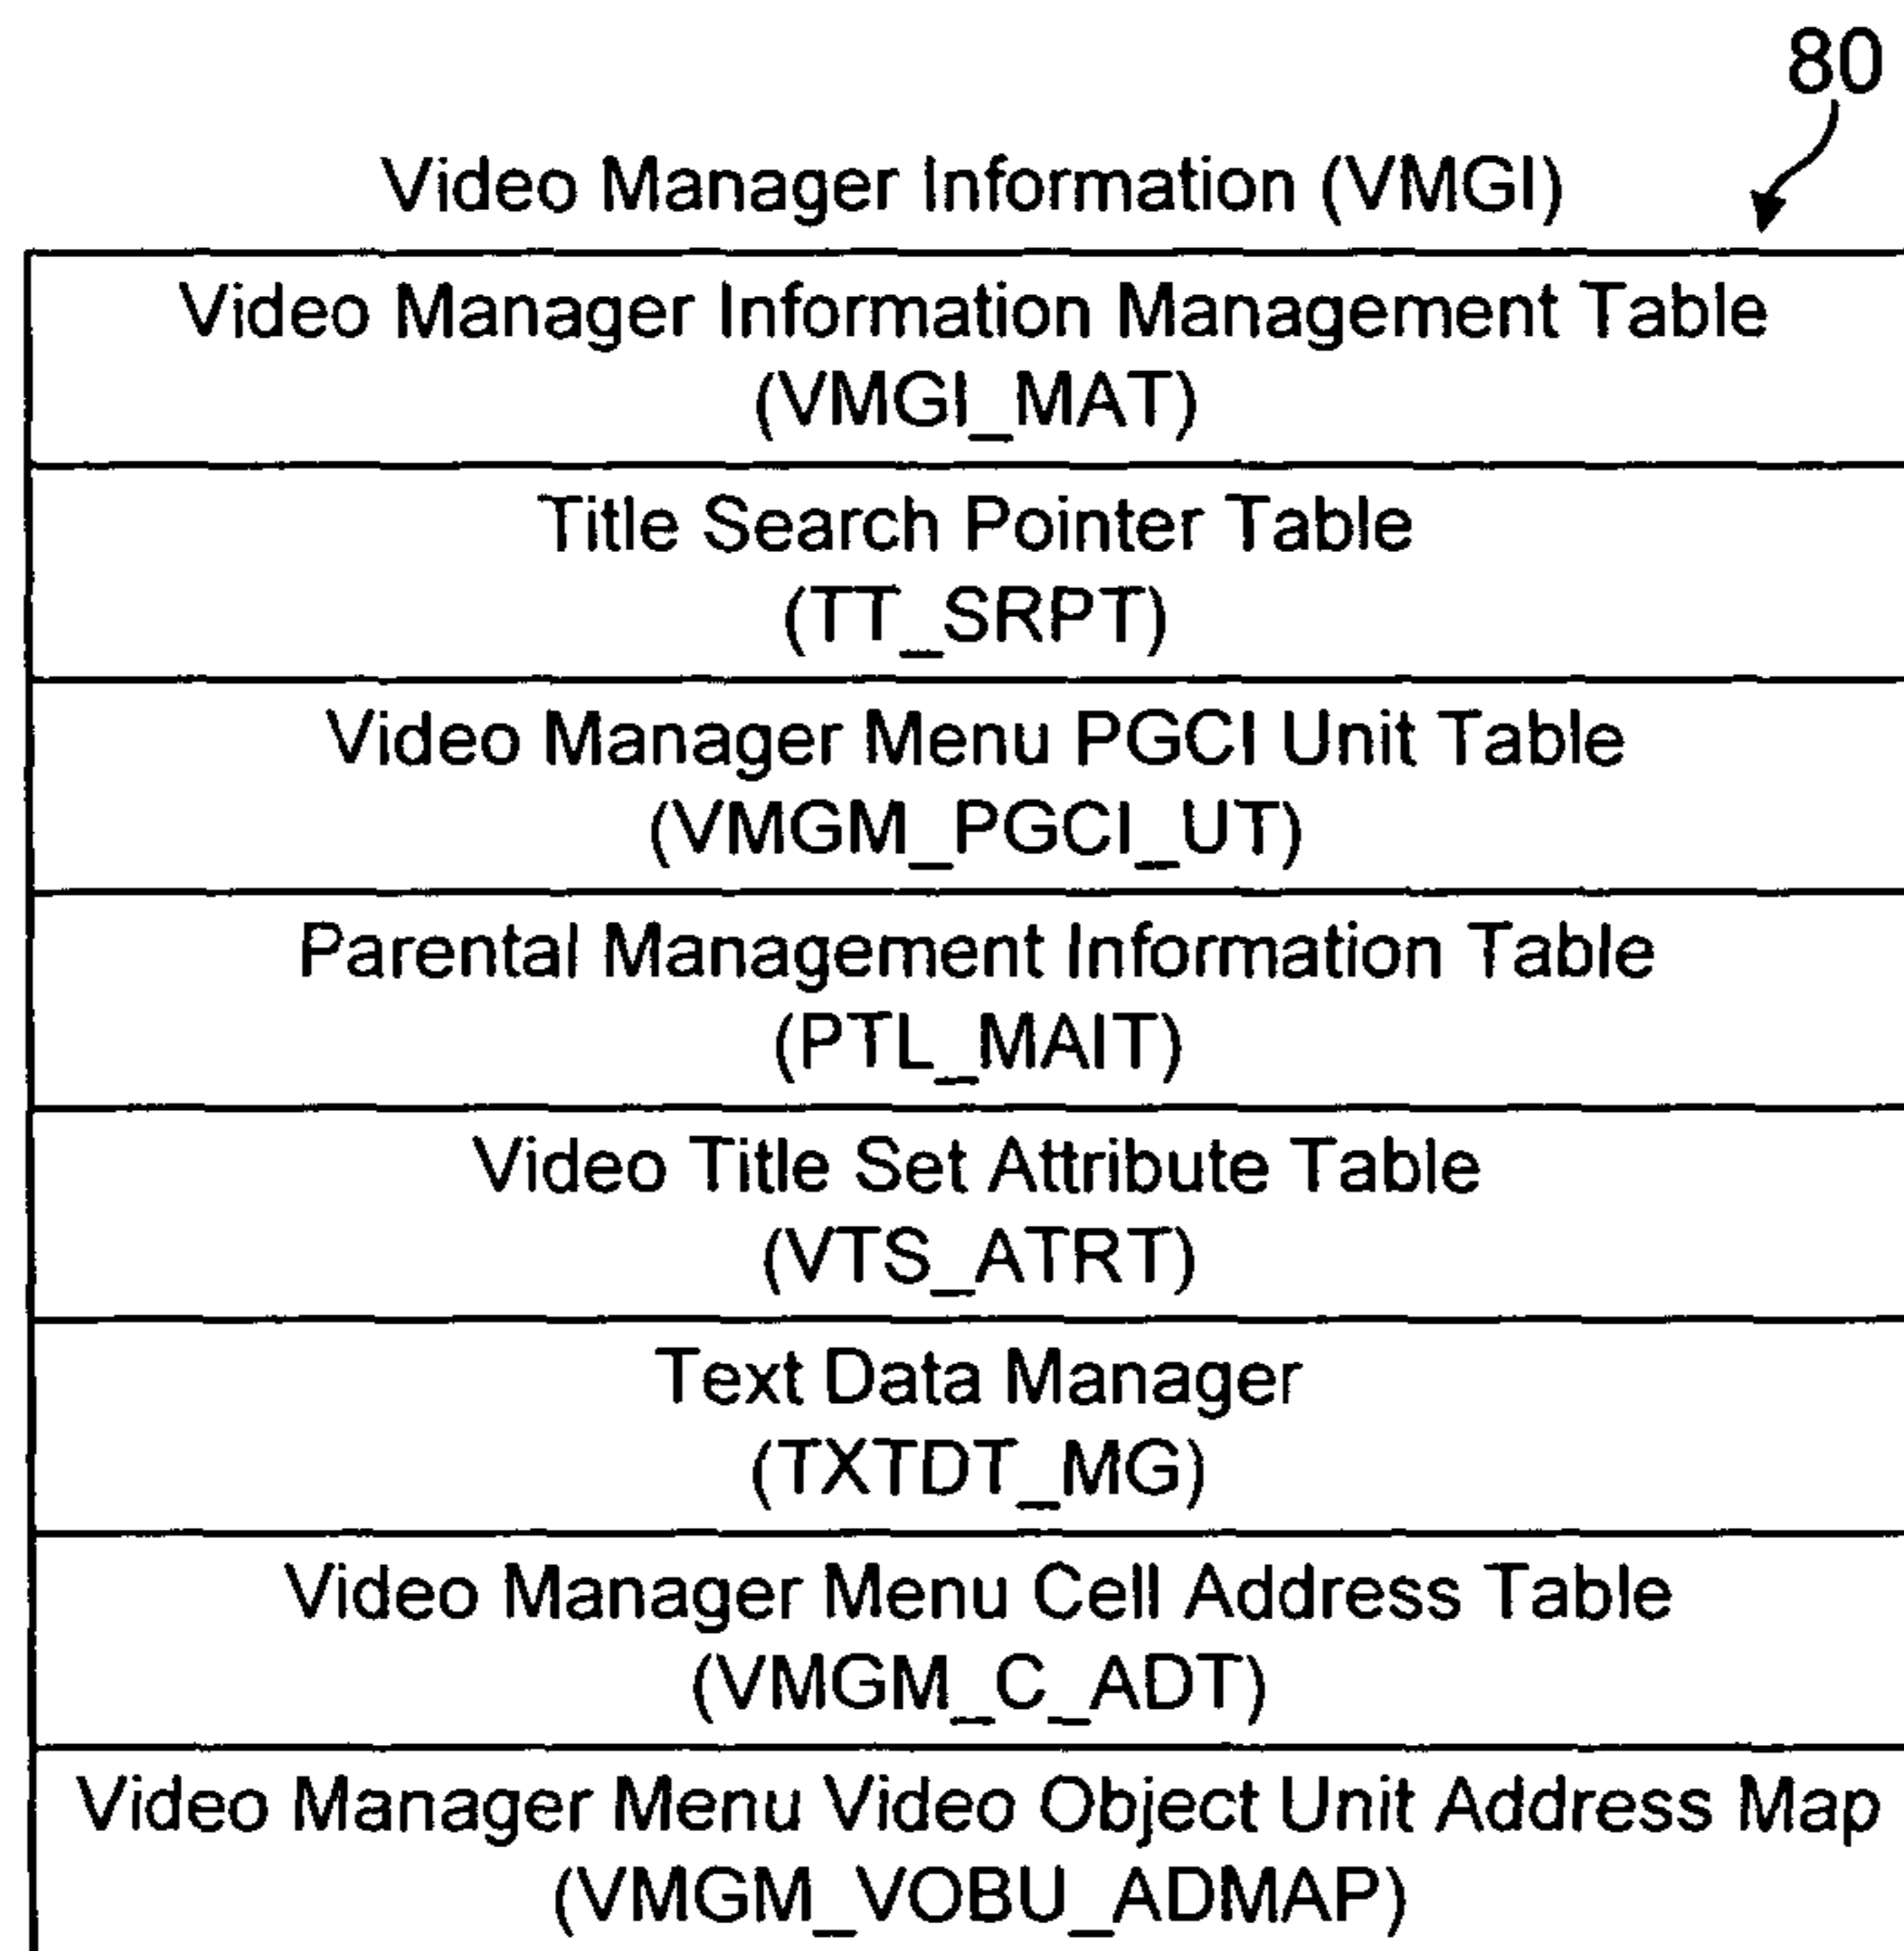 80
Video Manager Information (VMGI)
Video Manager Information Management Table
(VMGI_MAT)
Title Search Pointer Table
(TT_SRPT)
Video Manager Menu PGCI Unit Table
(VMGM_PGCI_UT)
Parental Management Information Table
(PTL_MAIT)
Video Title Set Attribute Table
(VTS_ATRT)
Text Data Manager
(TXTDT_MG)
Video Manager Menu Cell Address Table
(VMGM_C_ADT)
Video Manager Menu Video Object Unit Address Map
(VMGM_VOBU_ADMAP)